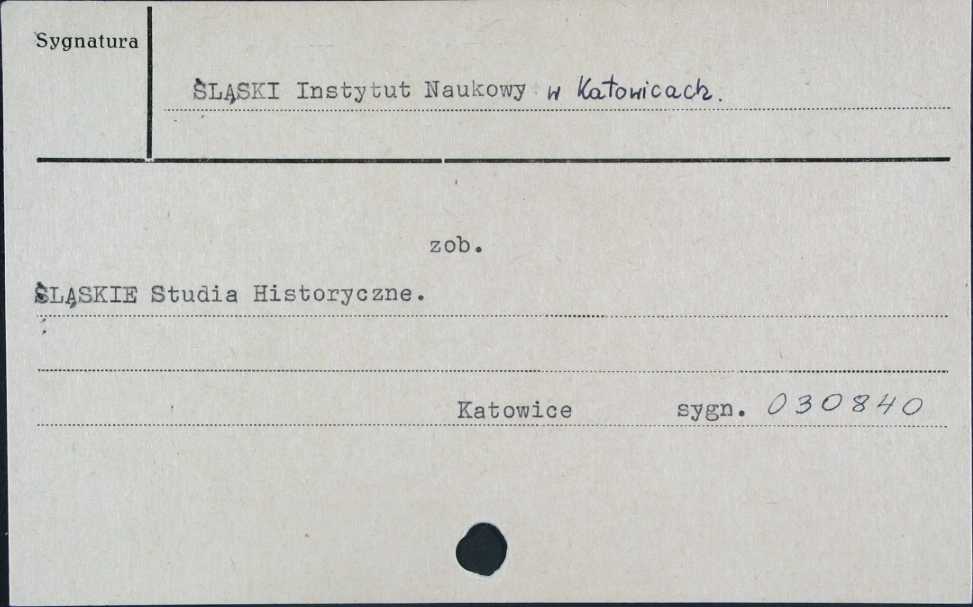 Sygnatura
ŚLĄSKI Instytut Naukowy w Katowicach.
zob.
ŚLĄSKIE Studia Historyczne.
Katowice sygn. 030840